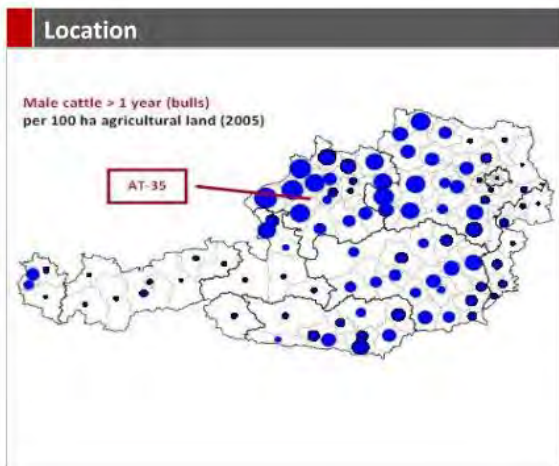 Location
Male cattle > 1 year (bulls)
per 100 ha agricultural land (2005)
AT-35